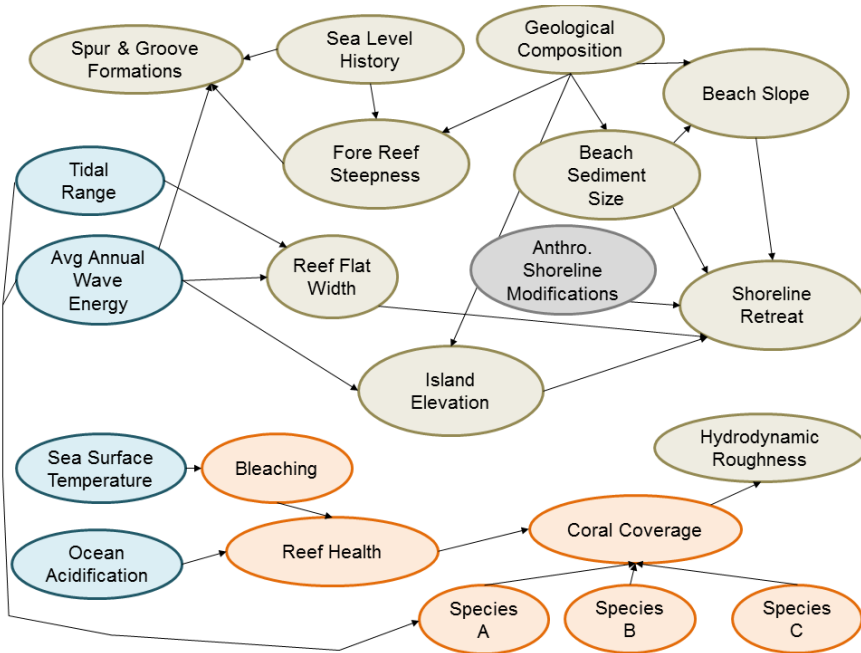 Spur & Groove
Formations
Sea Level
History
Geological
Composition
Beach Slope
Tidal
Range
Fore Reef
Steepness
Beach
Sediment
Size
Avg Annual
Wave
Energy
Reef Flat
Width
Anthro.
Shoreline
Modifications
Shoreline
Retreat
Island
Elevation
Sea Surface
Temperature
Bleaching
Hydrodynamic
Roughness
Ocean
Acidification
Reef Health
Coral Coverage
Species
A
Species
B
Species
C